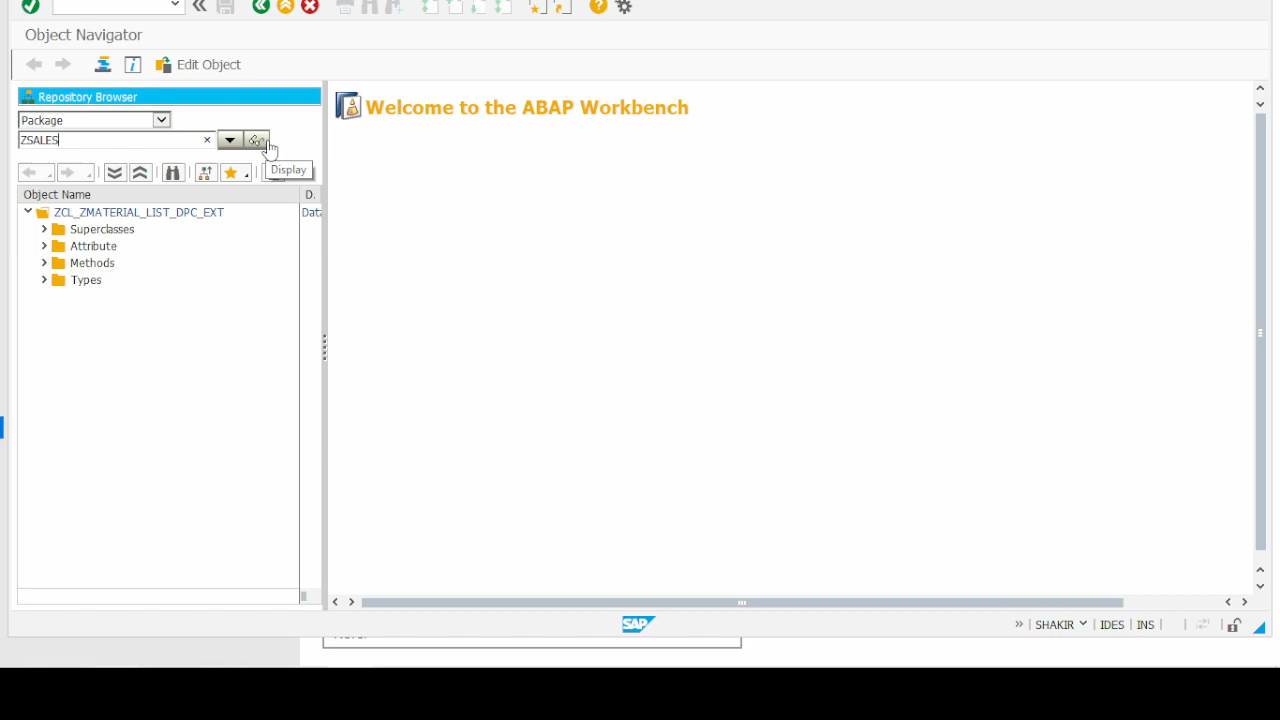 Object Navigator
Edit Object
Repository Browser
Package
ZSALES
Display
Object Name D.
ZCL_ZMATERIAL_LIST_DPC_EXT Data
Superclasses
Attribute
Methods
Types
Welcome to the ABAP Workbench
SAP
SHAKIR IDES INS